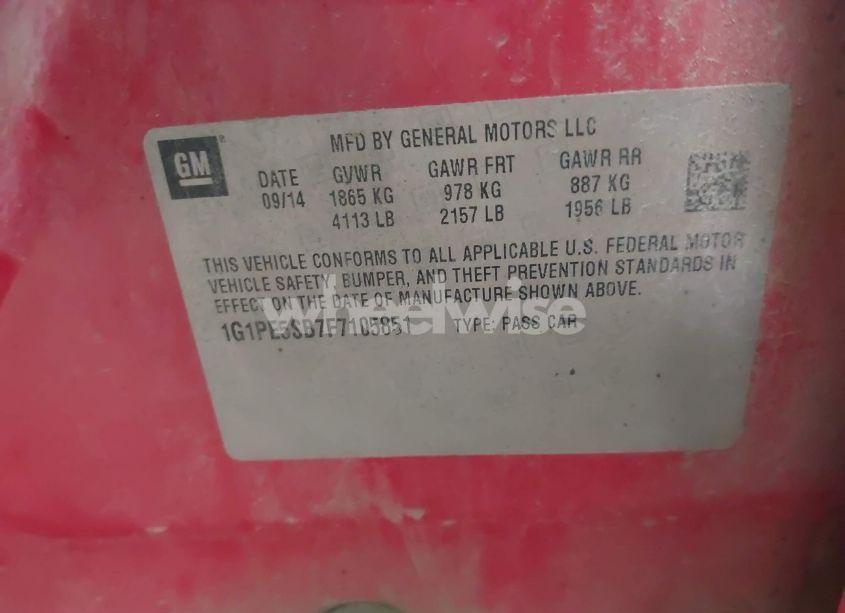 MFD BY GENERAL MOTORS LLC
GM
DATE GVWR GAWR FRT GAWR RR
09/14 1865 KG 978 KG 887 KG
4113 LB 2157 LB 1956 LB
THIS VEHICLE CONFORMS TO ALL APPLICABLE U.S. FEDERAL MOTOR
VEHICLE SAFETY, BUMPER, AND THEFT PREVENTION STANDARDS IN
EFFECT ON THE DATE OF MANUFACTURE SHOWN ABOVE.
1G1PE5SB7F7105851 TYPE: PASS CAR
wheelwise